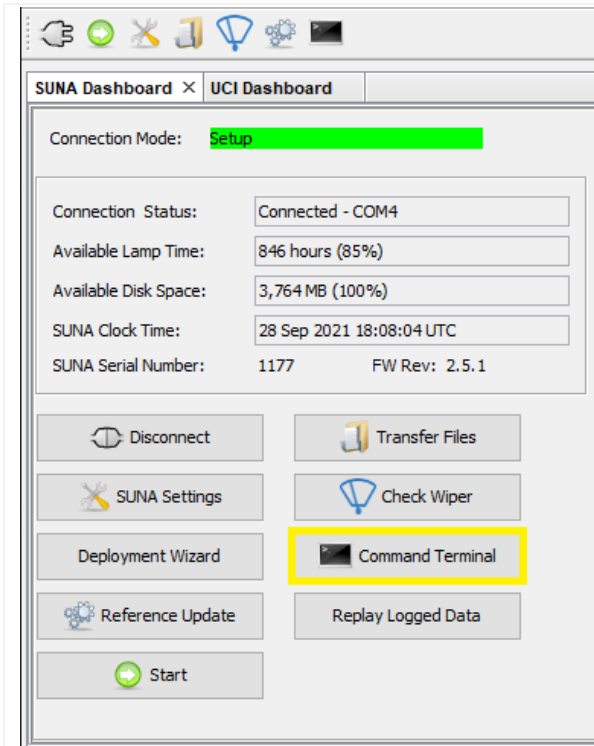 SUNA Dashboard × UCI Dashboard
Connection Mode: Setup
Connection Status: Connected - COM4
Available Lamp Time: 846 hours (85%)
Available Disk Space: 3,764 MB (100%)
SUNA Clock Time: 28 Sep 2021 18:08:04 UTC
SUNA Serial Number: 1177 FW Rev: 2.5.1
Disconnect Transfer Files
SUNA Settings Check Wiper
Deployment Wizard Command Terminal
Reference Update Replay Logged Data
Start